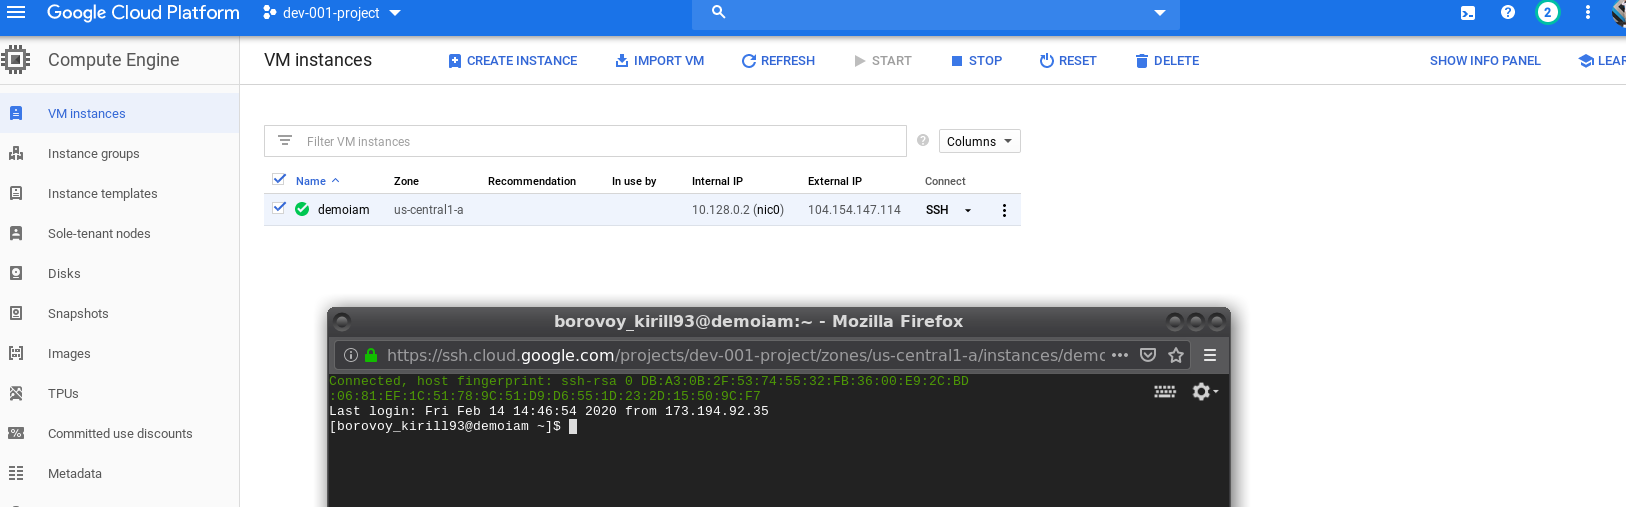 Google Cloud Platform dev-001-project 2
Compute Engine
VM instances CREATE INSTANCE IMPORT VM REFRESH START STOP RESET DELETE SHOW INFO PANEL
VM instances
Instance groups
Instance templates
Sole-tenant nodes
Disks
Snapshots
Images
TPUs
Committed use discounts
Metadata
Filter VM instances Columns
Name Zone Recommendation In use by Internal IP External IP Connect
demoiam us-central1-a 10.128.0.2 (nic0) 104.154.147.114 SSH
borovoy_kirill93@demoiam:~ - Mozilla Firefox
https://ssh.cloud.google.com/projects/dev-001-project/zones/us-central1-a/instances/demo
Connected, host fingerprint: ssh-rsa 0 DB:A3:0B:2F:53:74:55:32:FB:36:00:E9:2C:BD
:06:81:EF:1C:51:78:9C:51:D9:D6:55:1D:23:2D:15:50:9C:F7
Last login: Fri Feb 14 14:46:54 2020 from 173.194.92.35
[borovoy_kirill93@demoiam ~]$